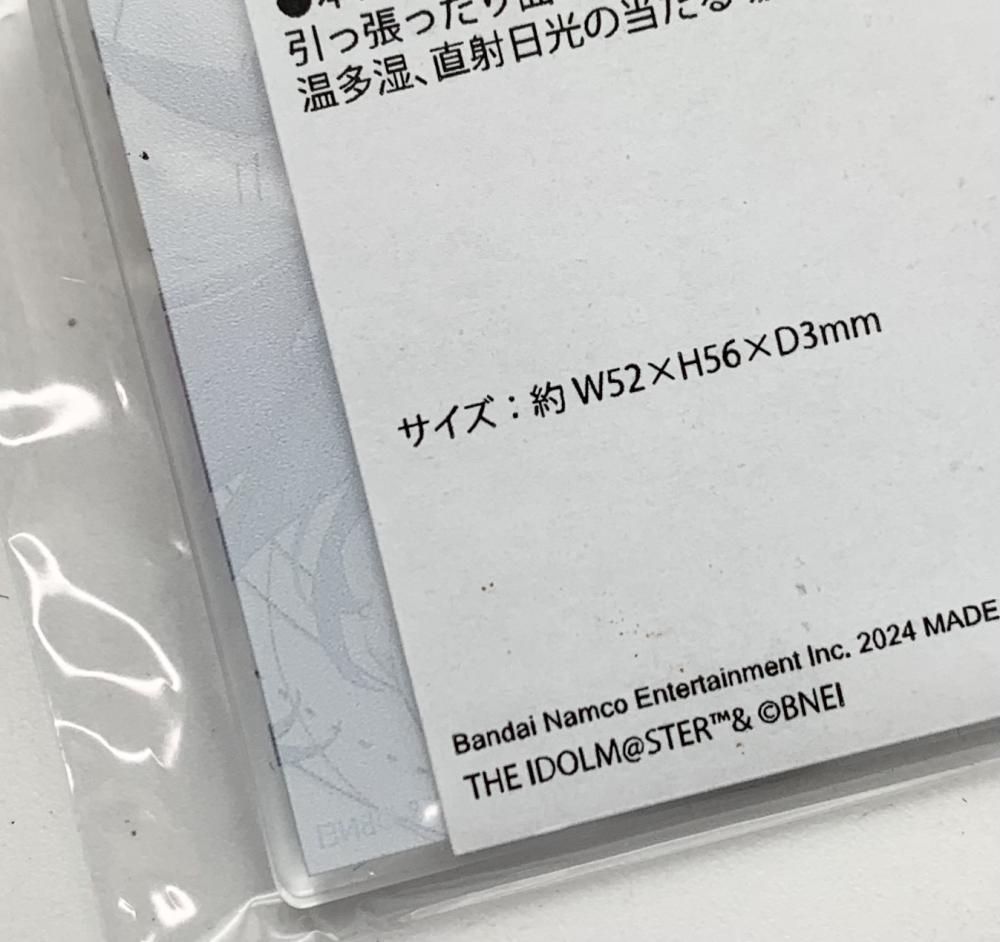 引っ張ったり
温多湿、直射日光の当たる
サイズ：約 W52×H56×D3mm
Bandai Namco Entertainment Inc. 2024 MADE
THE IDOLM@STER™& ©BNEI